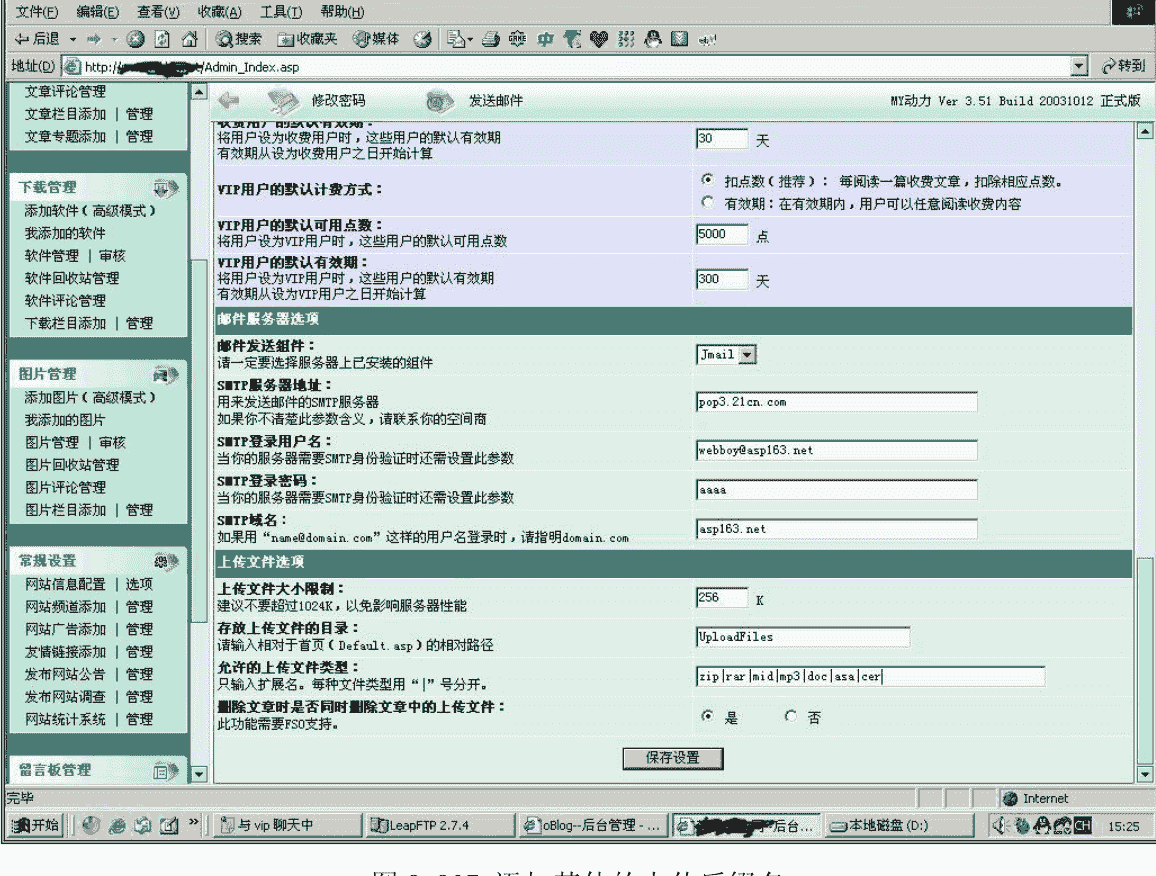 文件(F) 编辑(E) 查看(V) 收藏(A) 工具(T) 帮助(H)
后退 搜索 收藏夹 媒体
地址(D) http:// /Admin_Index.asp 转到
文章评论管理
文章栏目添加 | 管理
文章专题添加 | 管理
下载管理
添加软件(高级模式)
我添加的软件
软件管理 | 审核
软件回收站管理
软件评论管理
下载栏目添加 | 管理
图片管理
添加图片(高级模式)
我添加的图片
图片管理 | 审核
图片回收站管理
图片评论管理
图片栏目添加 | 管理
常规设置
网站信息配置 | 选项
网站频道添加 | 管理
网站广告添加 | 管理
友情链接添加 | 管理
发布网站公告 | 管理
发布网站调查 | 管理
网站统计系统 | 管理
留言板管理
修改密码 发送邮件 MY动力 Ver 3.51 Build 20031012 正式版
收费用户的默认有效期:
将用户设为收费用户时,这些用户的默认有效期
有效期从设为收费用户之日开始计算
30 天
VIP用户的默认计费方式:
扣点数(推荐): 每阅读一篇收费文章,扣除相应点数。
有效期:在有效期内,用户可以任意阅读收费内容
VIP用户的默认可用点数:
将用户设为VIP用户时,这些用户的默认可用点数
5000 点
VIP用户的默认有效期:
将用户设为VIP用户时,这些用户的默认有效期
有效期从设为VIP用户之日开始计算
300 天
邮件服务器选项
邮件发送组件:
请一定要选择服务器上已安装的组件
Jmail
SMTP服务器地址:
用来发送邮件的SMTP服务器
如果你不清楚此参数含义,请联系你的空间商
pop3.21cn.com
SMTP登录用户名:
当你的服务器需要SMTP身份验证时还需设置此参数
webboy@asp163.net
SMTP登录密码:
当你的服务器需要SMTP身份验证时还需设置此参数
aaaa
SMTP域名:
如果用“name@domain.com”这样的用户名登录时,请指明domain.com
asp163.net
上传文件选项
上传文件大小限制:
建议不要超过1024K,以免影响服务器性能
256 K
存放上传文件的目录:
请输入相对于首页(Default.asp)的相对路径
UploadFiles
允许的上传文件类型:
只输入扩展名。每种文件类型用“|”号分开。
zip|rar|mid|mp3|doc|asa|cer
删除文章时是否同时删除文章中的上传文件:
此功能需要FSO支持。
是 否
保存设置
完毕 Internet
开始 与 vip 聊天中 LeapFTP 2.7.4 oBlog--后台管理 - ... 后台... 本地磁盘 (D:) CH 15:25